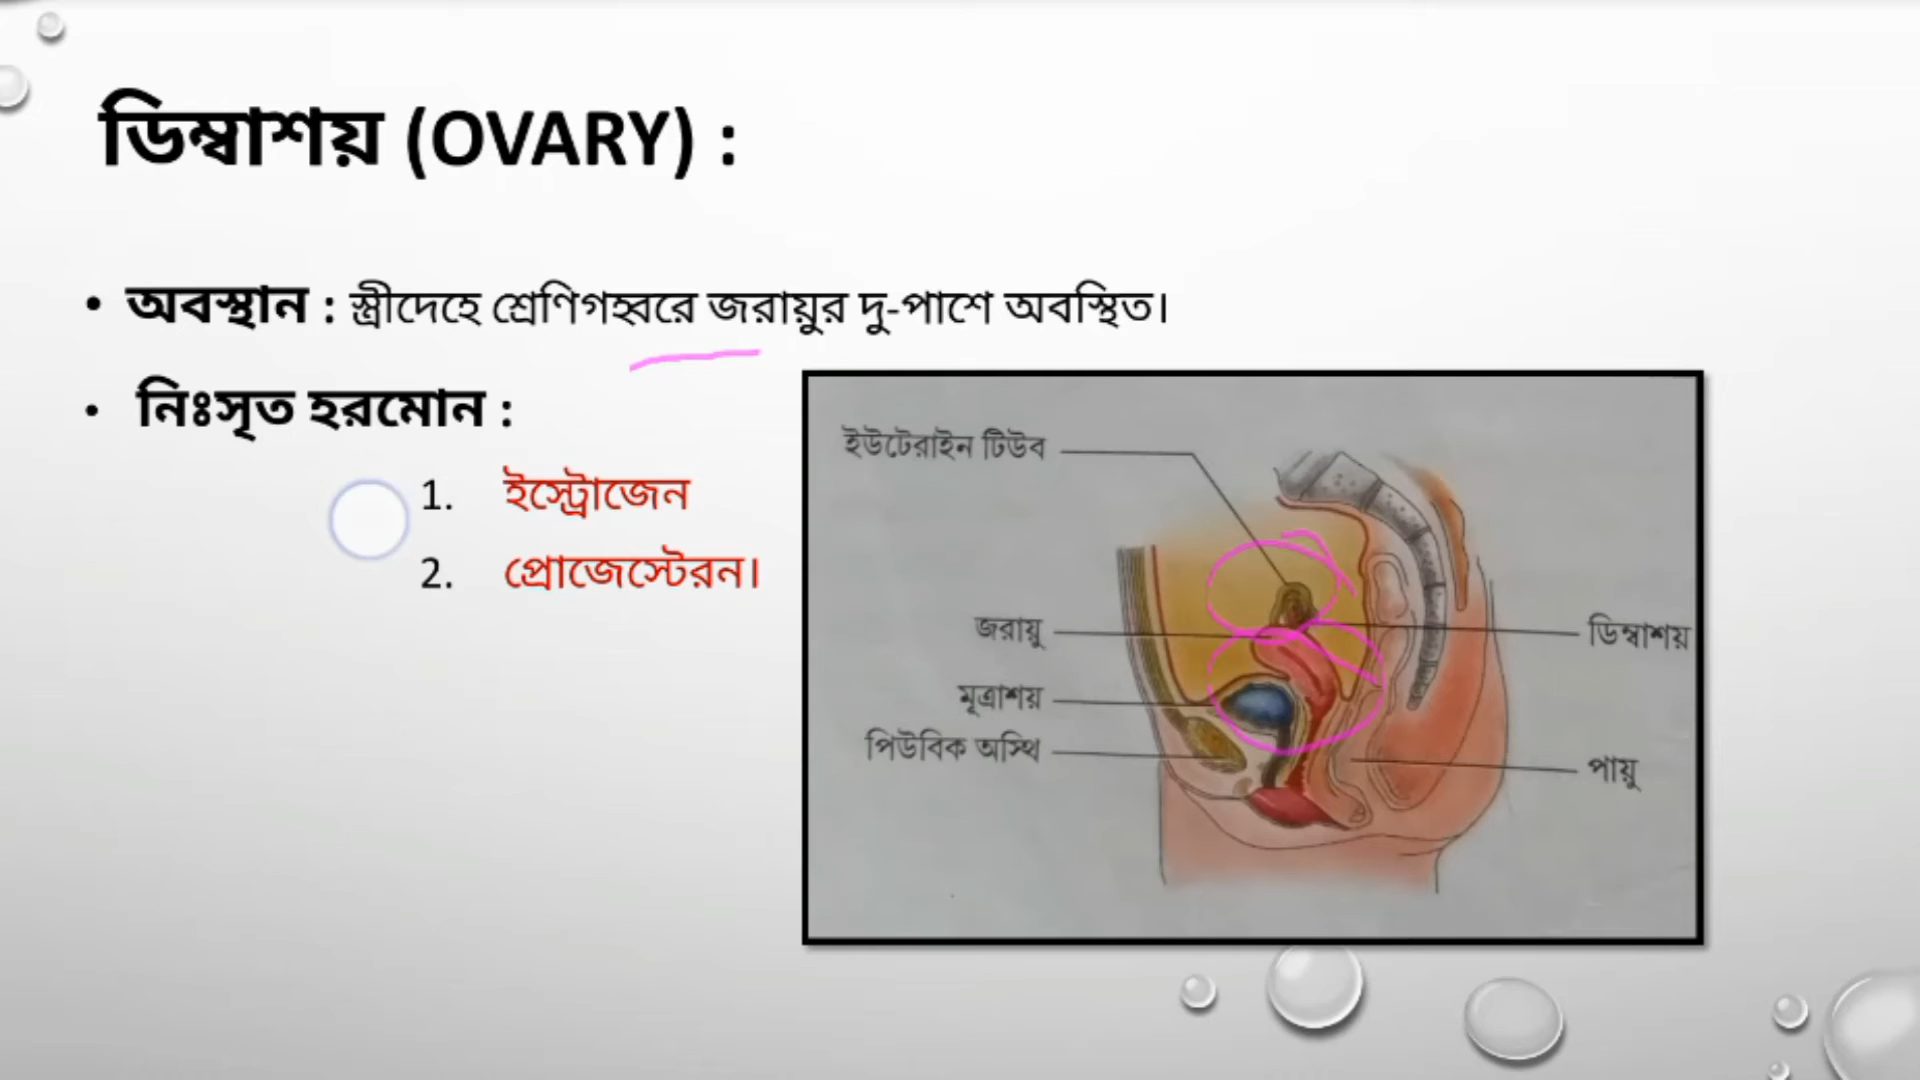 ডিম্বাশয় (OVARY) :
• অবস্থান : স্ত্রীদেহে শ্রেণিগহ্বরে জরায়ুর দু-পাশে অবস্থিত।
• নিঃসৃত হরমোন :
1. ইস্ট্রোজেন
2. প্রোজেস্টেরন।
ইউটেরাইন টিউব
জরায়ু
ডিম্বাশয়
মূত্রাশয়
পিউবিক অস্থি
পায়ু